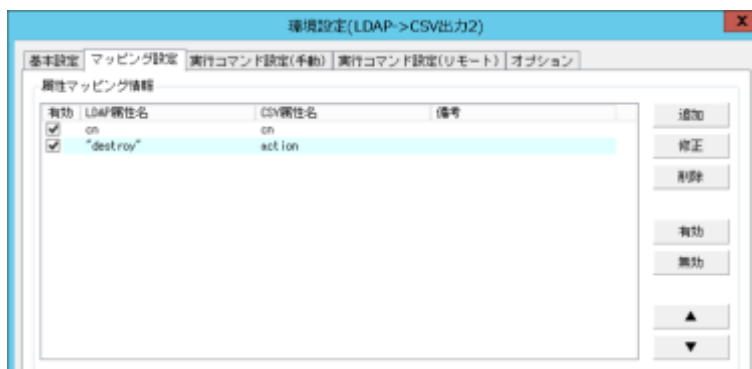 環境設定(LDAP->CSV出力2)
x
基本設定 マッピング設定 実行コマンド設定(手動) 実行コマンド設定(リモート) オプション
属性マッピング情報
有効 LDAP属性名 CSV属性名 備考
cn cn
"destroy" action
追加
修正
削除
有効
無効
▲
▼